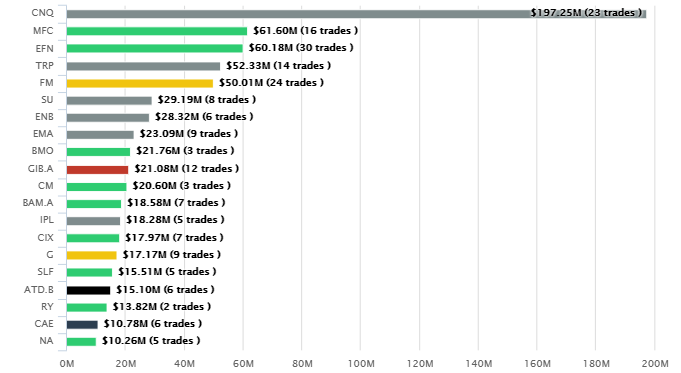 CNQ $197.25M (23 trades )
MFC $61.60M (16 trades )
EFN $60.18M (30 trades )
TRP $52.33M (14 trades )
FM $50.01M (24 trades )
SU $29.19M (8 trades )
ENB $28.32M (6 trades )
EMA $23.09M (9 trades )
BMO $21.76M (3 trades )
GIB.A $21.08M (12 trades )
CM $20.60M (3 trades )
BAM.A $18.58M (7 trades )
IPL $18.28M (5 trades )
CIX $17.97M (7 trades )
G $17.17M (9 trades )
SLF $15.51M (5 trades )
ATD.B $15.10M (6 trades )
RY $13.82M (2 trades )
CAE $10.78M (6 trades )
NA $10.26M (5 trades )
0M 20M 40M 60M 80M 100M 120M 140M 160M 180M 200M